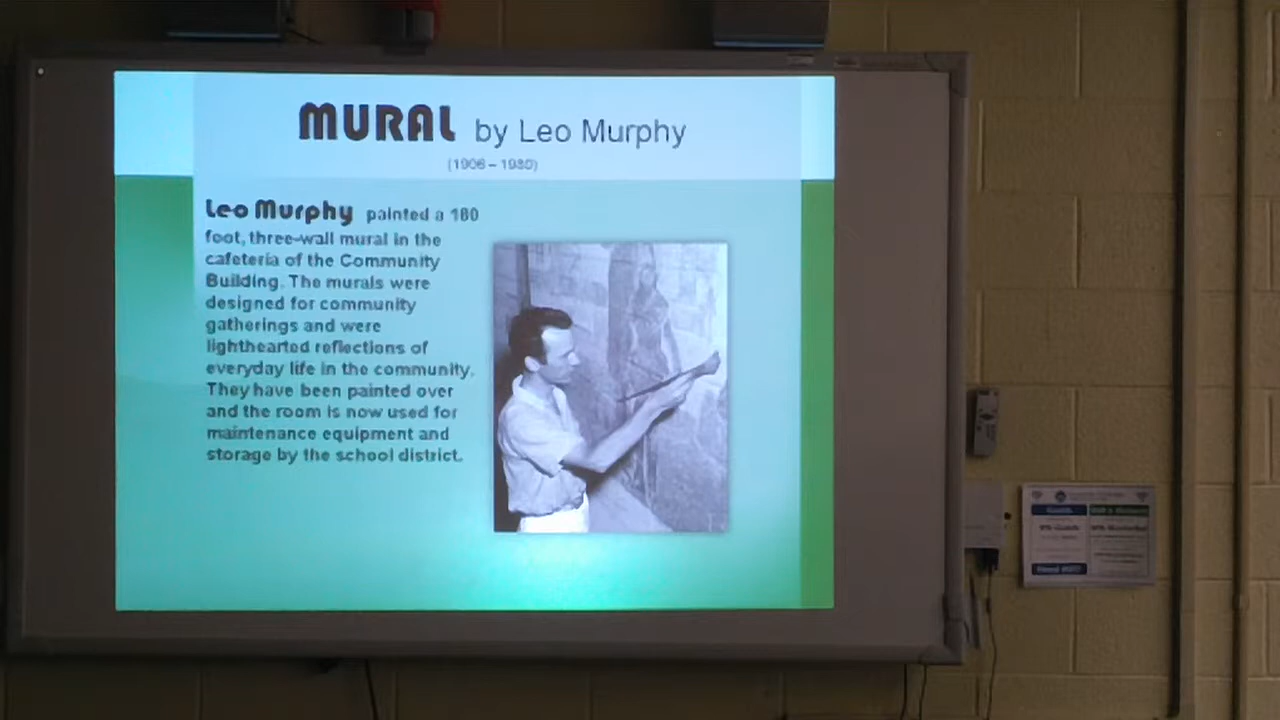 MURAL by Leo Murphy
(1906 – 1980)
Leo Murphy painted a 180
foot, three-wall mural in the
cafeteria of the Community
Building. The murals were
designed for community
gatherings and were
lighthearted reflections of
everyday life in the community.
They have been painted over
and the room is now used for
maintenance equipment and
storage by the school district.